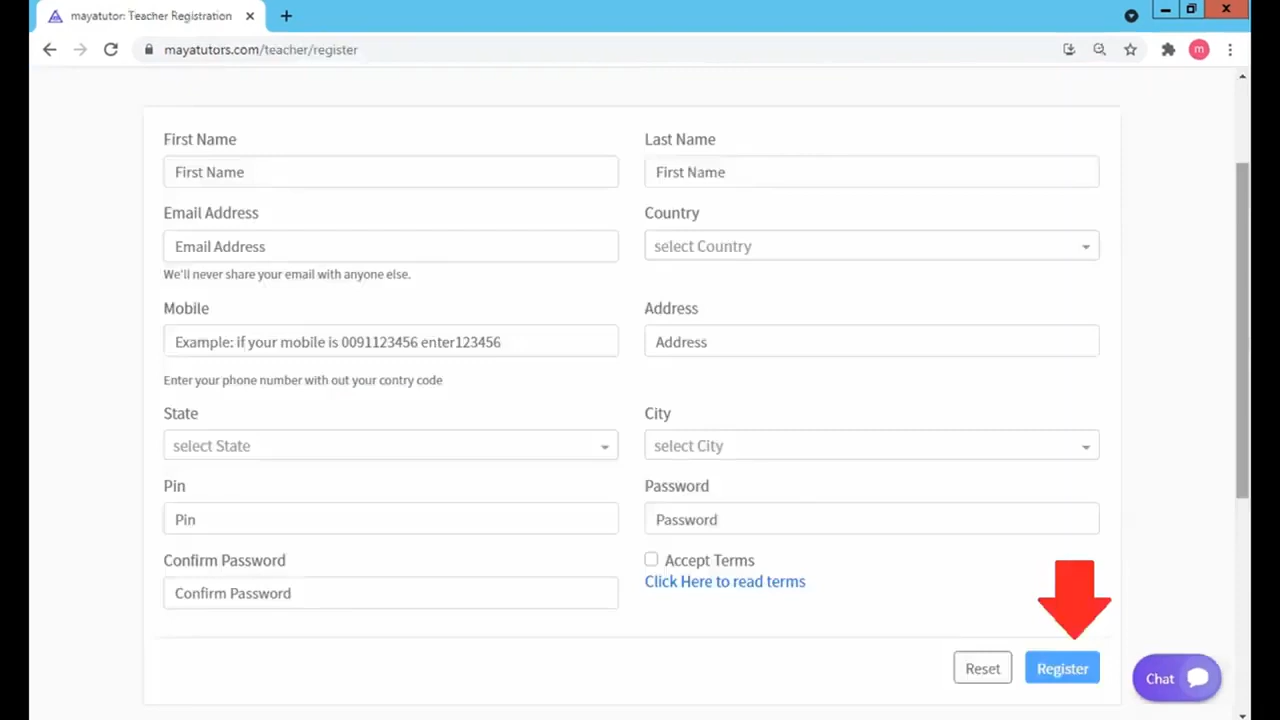 mayatutor: Teacher Registration
mayatutors.com/teacher/register
m
First Name
Last Name
First Name
First Name
Email Address
Country
Email Address
select Country
We'll never share your email with anyone else.
Mobile
Address
Example: if your mobile is 0091123456 enter123456
Address
Enter your phone number with out your contry code
State
City
select State
select City
Pin
Password
Pin
Password
Confirm Password
Accept Terms
Click Here to read terms
Confirm Password
Reset
Register
Chat